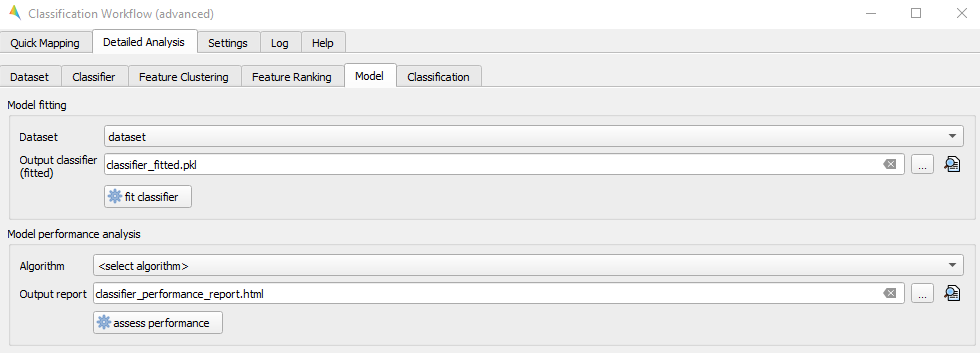 Classification Workflow (advanced)
Quick Mapping Detailed Analysis Settings Log Help
Dataset Classifier Feature Clustering Feature Ranking Model Classification
Model fitting
Dataset dataset
Output classifier (fitted) classifier_fitted.pkl ...
fit classifier
Model performance analysis
Algorithm <select algorithm>
Output report classifier_performance_report.html ...
assess performance